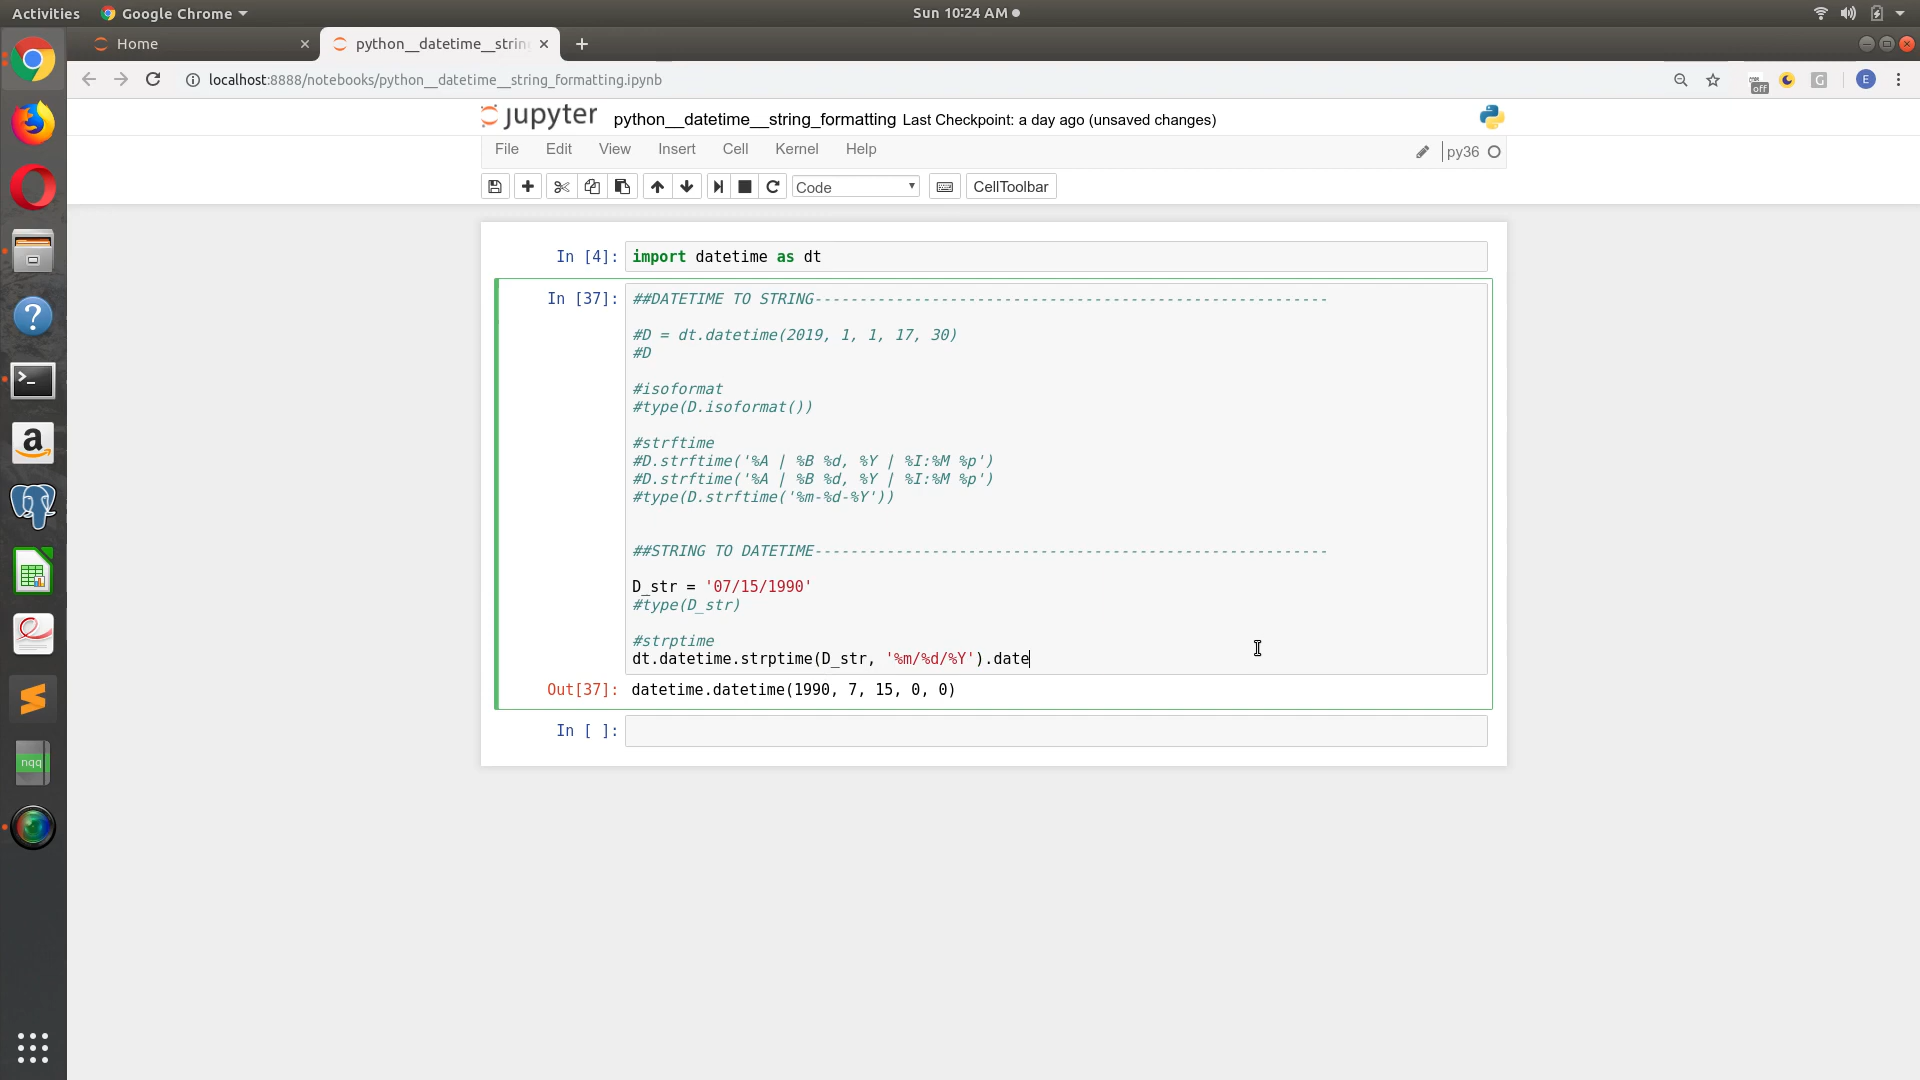 Activities Google Chrome Sun 10:24 AM
Home python__datetime__strin
localhost:8888/notebooks/python__datetime__string_formatting.ipynb off G E
jupyter python__datetime__string_formatting Last Checkpoint: a day ago (unsaved changes)
File Edit View Insert Cell Kernel Help py36
Code CellToolbar
In [4]: import datetime as dt
In [37]: ##DATETIME TO STRING---------------------------------------------------------
#D = dt.datetime(2019, 1, 1, 17, 30)
#D
#isoformat
#type(D.isoformat())
#strftime
#D.strftime('%A | %B %d, %Y | %I:%M %p')
#D.strftime('%A | %B %d, %Y | %I:%M %p')
#type(D.strftime('%m-%d-%Y'))
##STRING TO DATETIME---------------------------------------------------------
D_str = '07/15/1990'
#type(D_str)
#strptime
dt.datetime.strptime(D_str, '%m/%d/%Y').date
Out[37]: datetime.datetime(1990, 7, 15, 0, 0)
In [ ]:
nqq